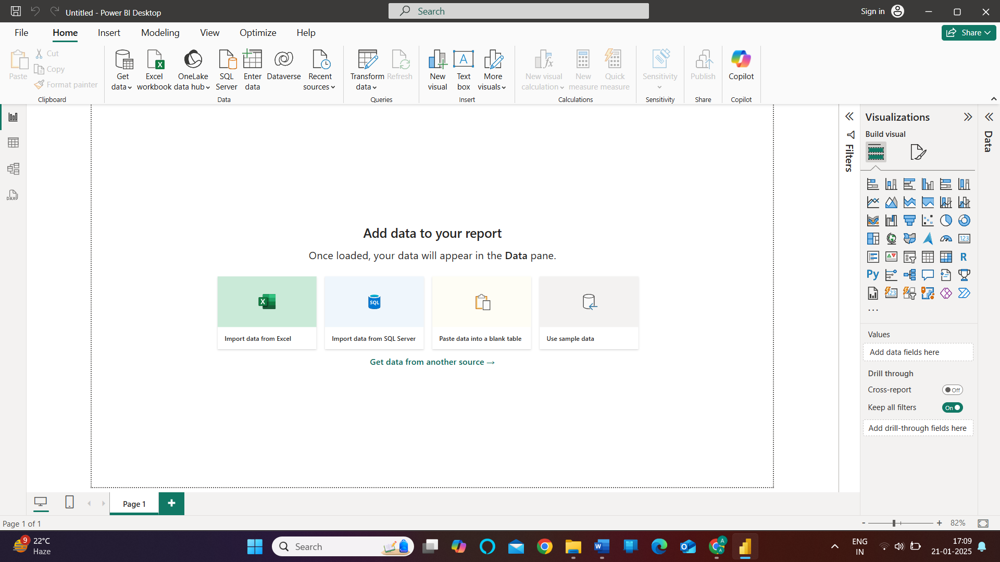 Untitled - Power BI Desktop
Search
Sign in
File
Home
Insert
Modeling
View
Optimize
Help
Share
Paste
Cut
Copy
Format painter
Clipboard
Get data
Excel workbook
OneLake data hub
SQL Server
Enter data
Dataverse
Recent sources
Data
Transform data
Refresh
Queries
New visual
Text box
More visuals
Insert
New visual calculation
New measure
Quick measure
Calculations
Sensitivity
Sensitivity
Publish
Share
Copilot
Copilot
DAX
Add data to your report
Once loaded, your data will appear in the Data pane.
SQL
Import data from Excel
Import data from SQL Server
Paste data into a blank table
Use sample data
Get data from another source →
Filters
Visualizations
Build visual
123
R
Py
123
...
Values
Add data fields here
Drill through
Cross-report
Off
Keep all filters
On
Add drill-through fields here
Data
Page 1
Page 1 of 1
- + 82%
9
22°C
Haze
Search
ENG
IN
17:09
21-01-2025